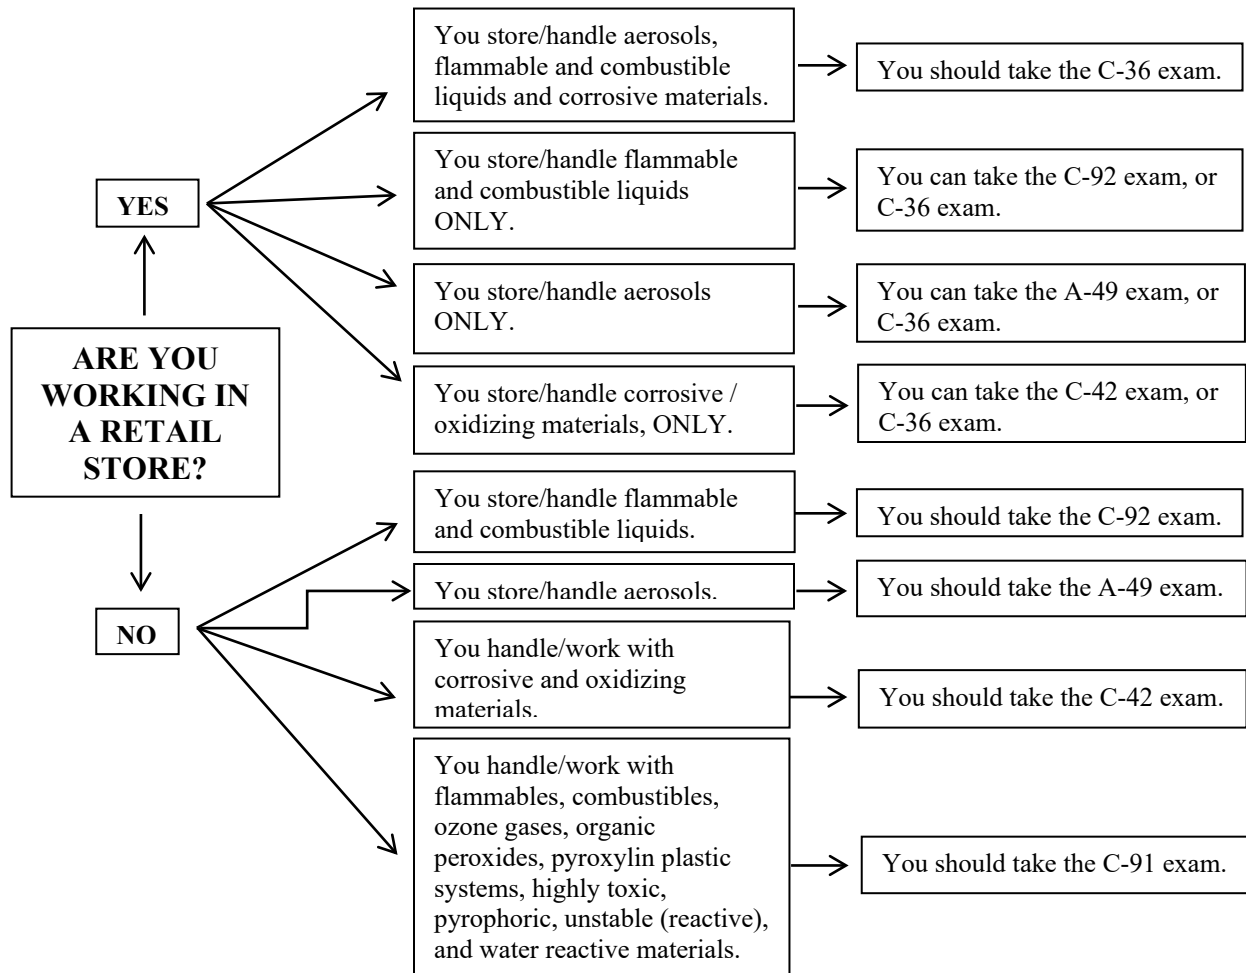 You store/handle aerosols,
flammable and combustible
liquids and corrosive materials.
You should take the C-36 exam.
YES
You store/handle flammable
and combustible liquids
ONLY.
You can take the C-92 exam, or
C-36 exam.
You store/handle aerosols
ONLY.
You can take the A-49 exam, or
C-36 exam.
ARE YOU
WORKING IN
A RETAIL
STORE?
You store/handle corrosive /
oxidizing materials, ONLY.
You can take the C-42 exam, or
C-36 exam.
You store/handle flammable
and combustible liquids.
You should take the C-92 exam.
NO
You store/handle aerosols.
You should take the A-49 exam.
You handle/work with
corrosive and oxidizing
materials.
You should take the C-42 exam.
You handle/work with
flammables, combustibles,
ozone gases, organic
peroxides, pyroxylin plastic
systems, highly toxic,
pyrophoric, unstable (reactive),
and water reactive materials.
You should take the C-91 exam.